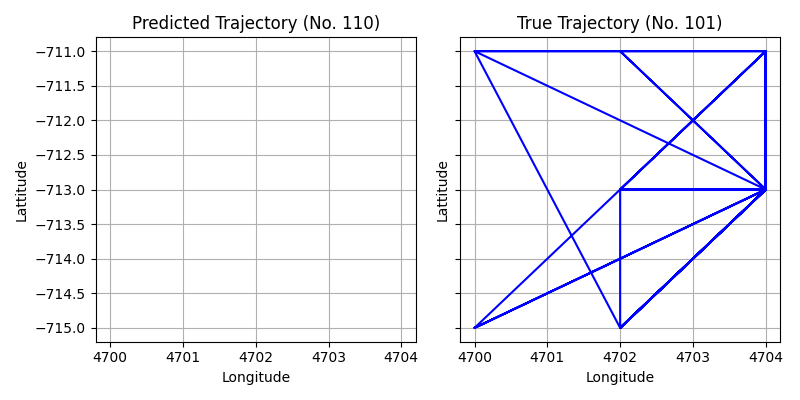 Predicted Trajectory (No. 110)
True Trajectory (No. 101)
−711.0
−711.5
−712.0
−712.5
−713.0
−713.5
−714.0
−714.5
−715.0
Lattitude
Lattitude
4700 4701 4702 4703 4704
4700 4701 4702 4703 4704
Longitude
Longitude